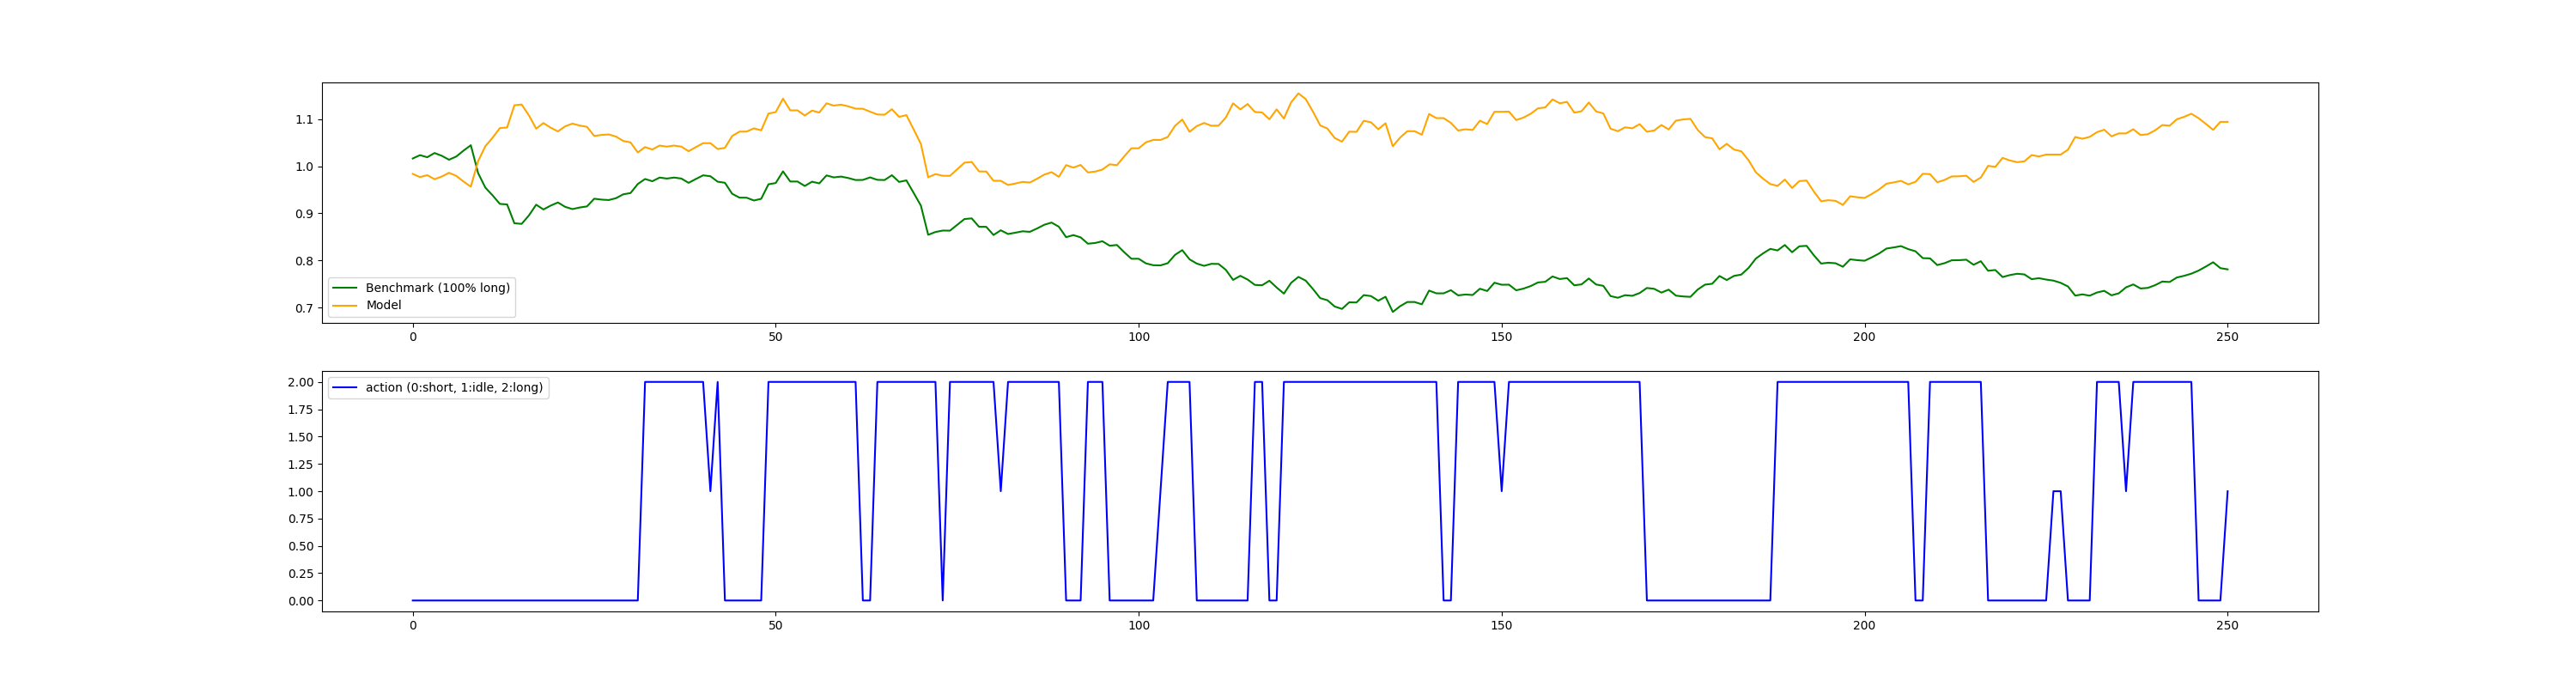 1.1
1.0
0.9
0.8
0.7
Benchmark (100% long)
Model
0 50 100 150 200 250
2.00
1.75
1.50
1.25
1.00
0.75
0.50
0.25
0.00
action (0:short, 1:idle, 2:long)
0 50 100 150 200 250